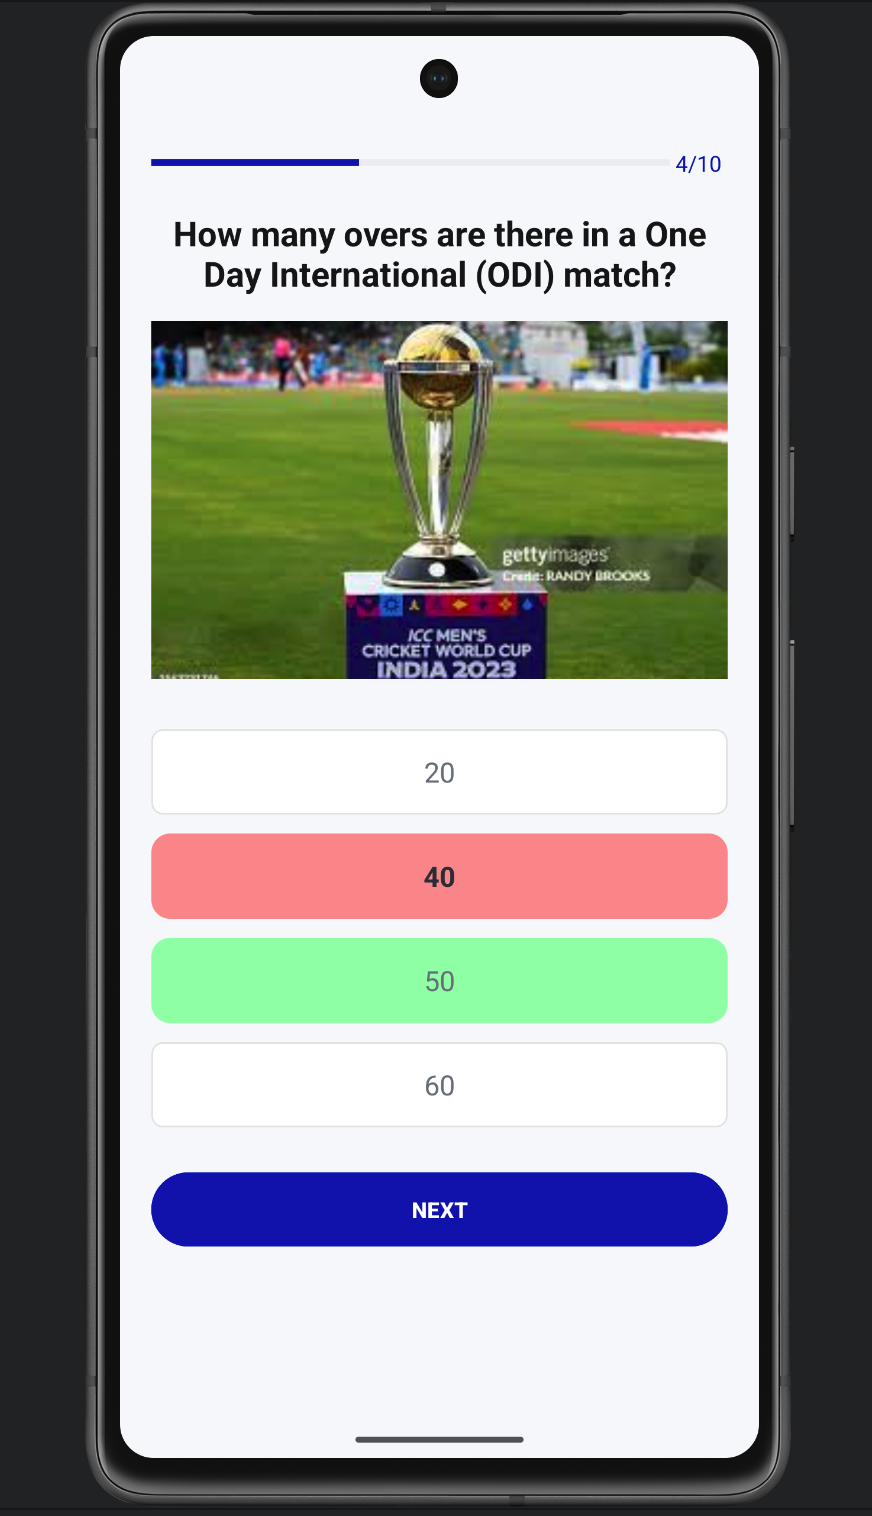 4/10
How many overs are there in a One
Day International (ODI) match?
gettyimages
Credit: RANDY BROOKS
ICC MEN'S
CRICKET WORLD CUP
INDIA 2023
20
40
50
60
NEXT